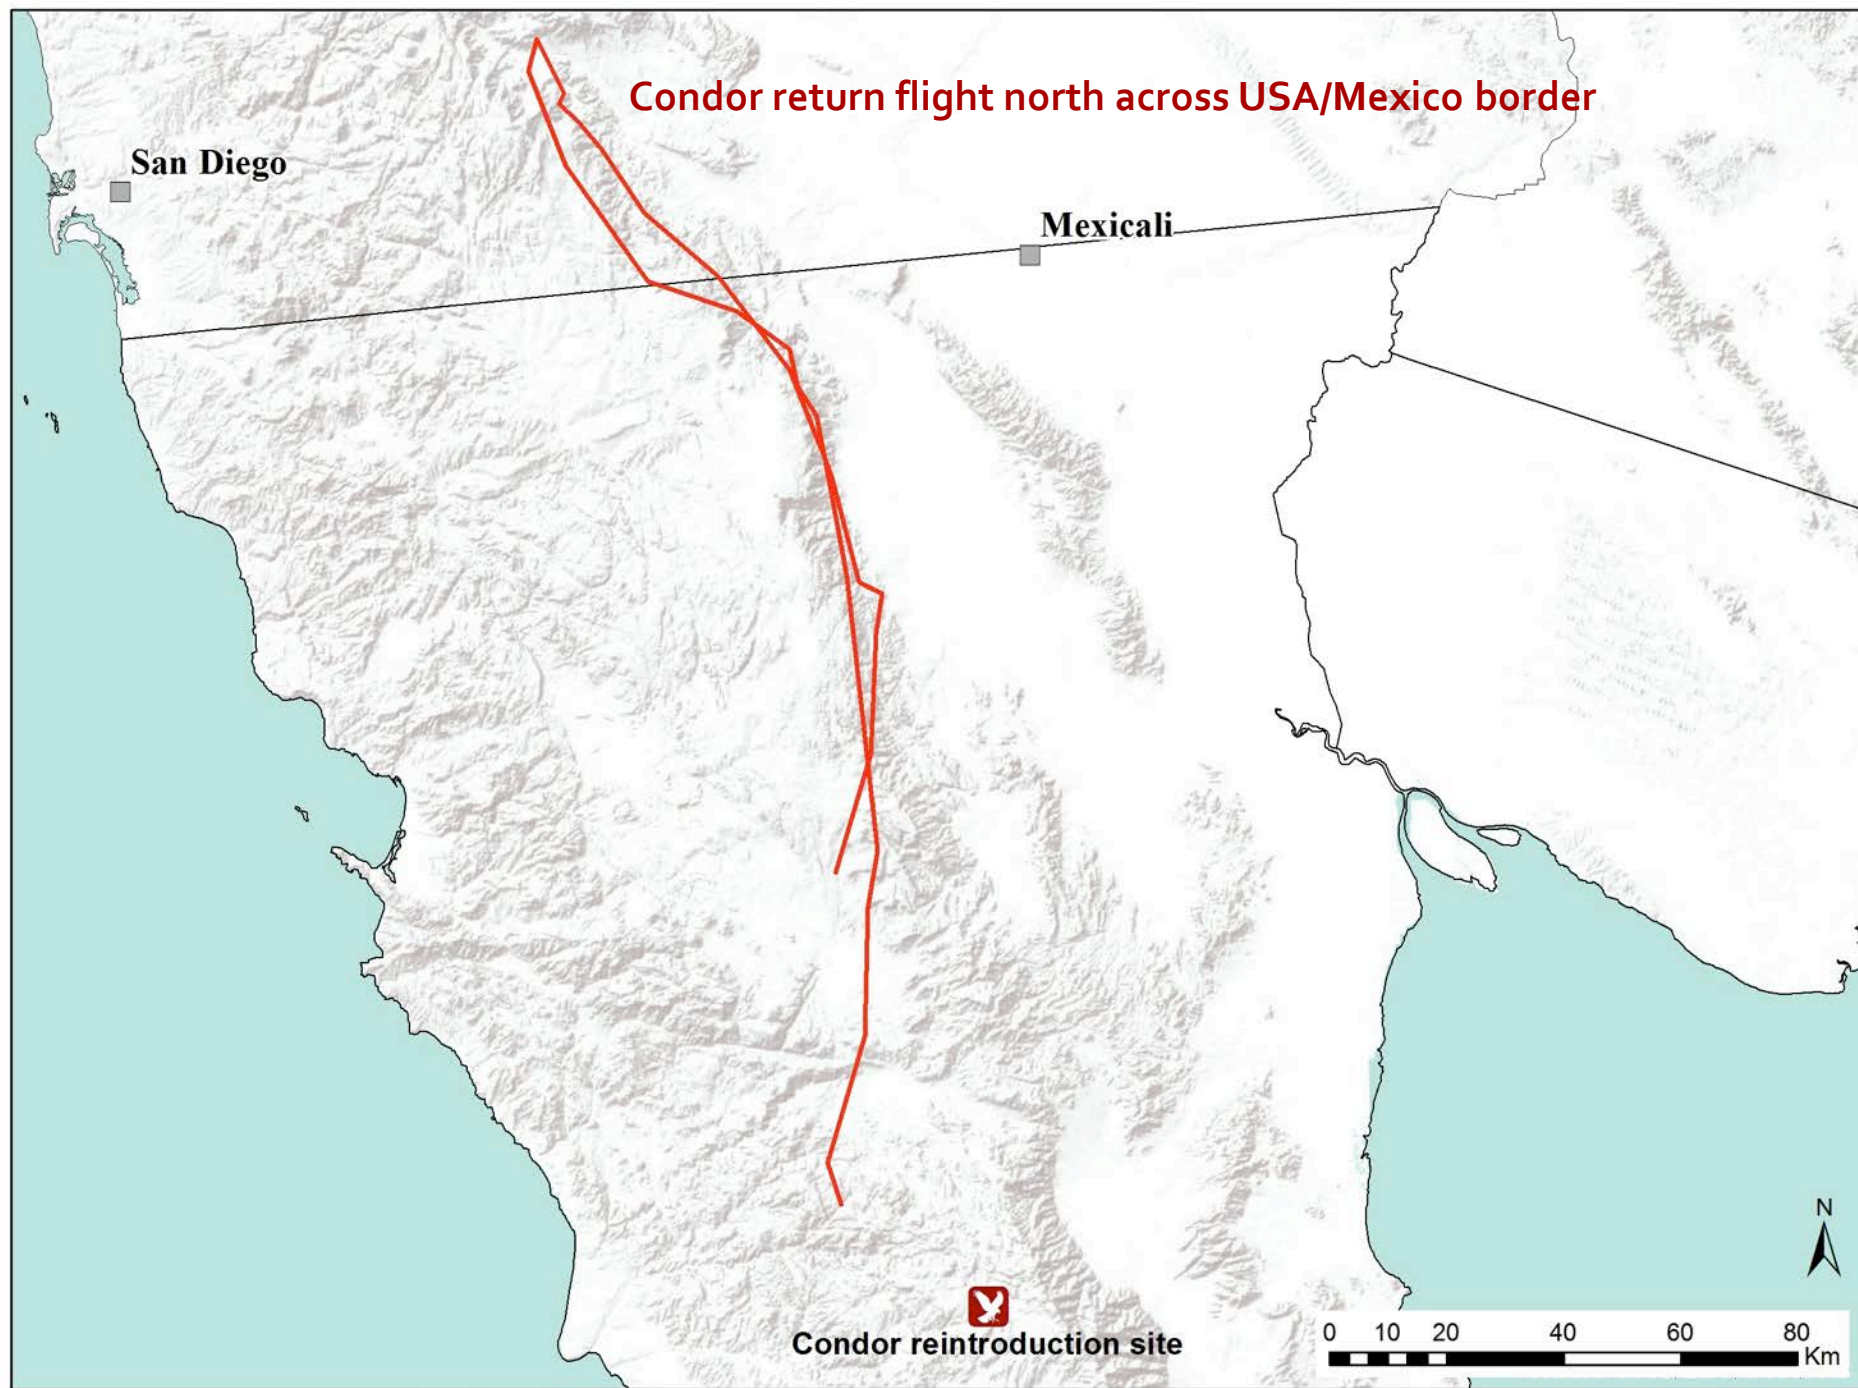 Condor return flight north across USA/Mexico border
San Diego
Mexicali
N
Condor reintroduction site
0 10 20 40 60 80
Km